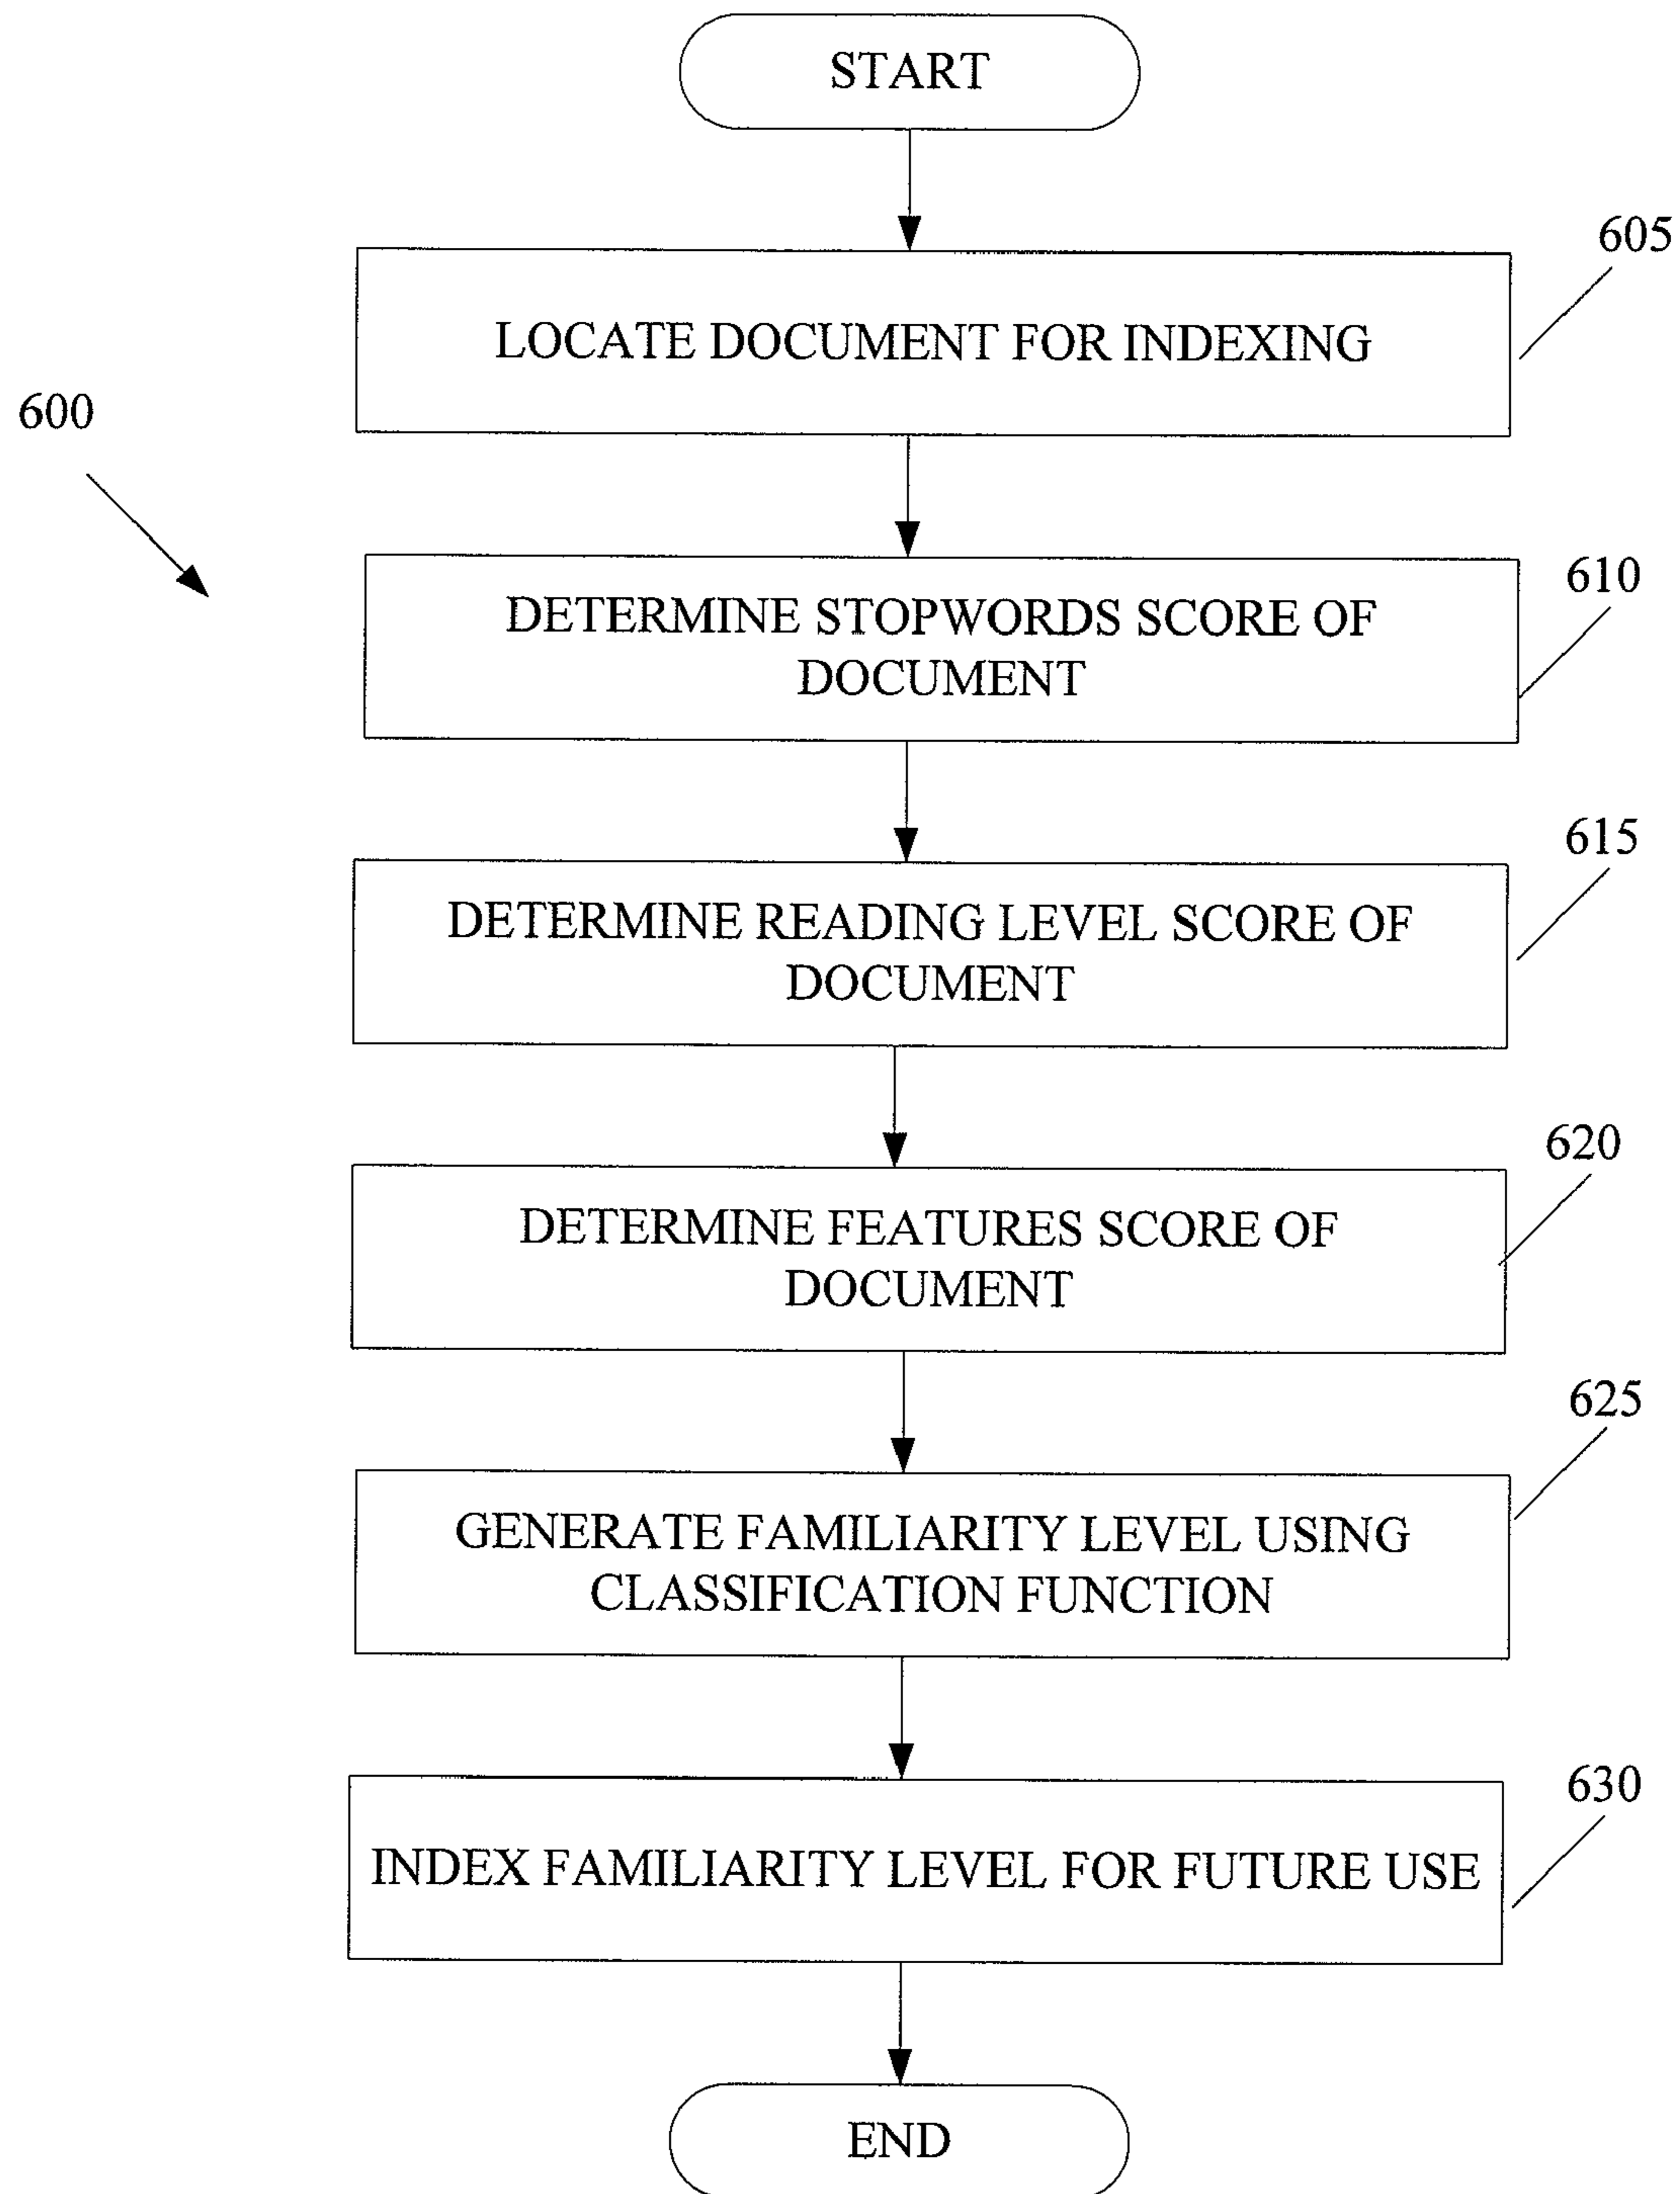 START
605
LOCATE DOCUMENT FOR INDEXING
600
610
DETERMINE STOPWORDS SCORE OF
DOCUMENT
615
DETERMINE READING LEVEL SCORE OF
DOCUMENT
620
DETERMINE FEATURES SCORE OF
DOCUMENT
625
GENERATE FAMILIARITY LEVEL USING
CLASSIFICATION FUNCTION
630
INDEX FAMILIARITY LEVEL FOR FUTURE USE
END